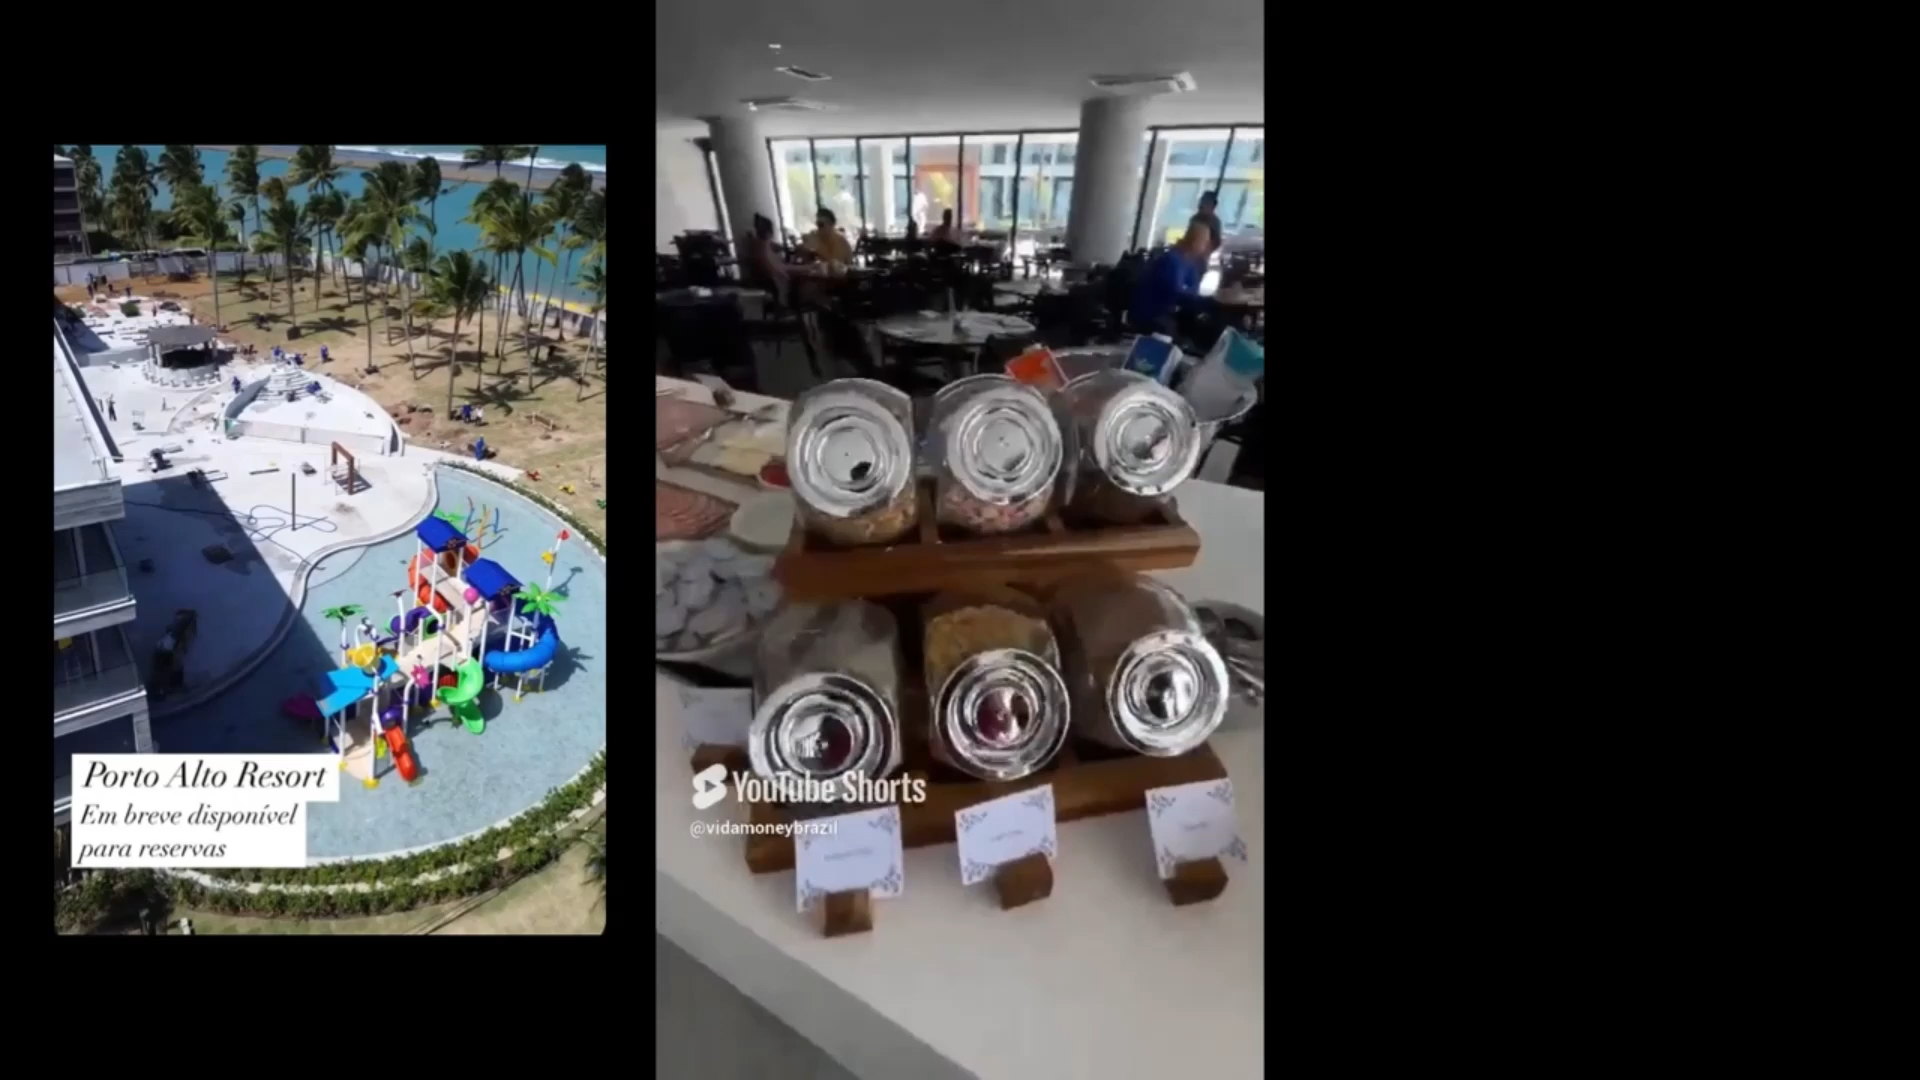 Porto Alto Resort
Em breve disponível
para reservas
YouTube Shorts
@vidamoneybrazil